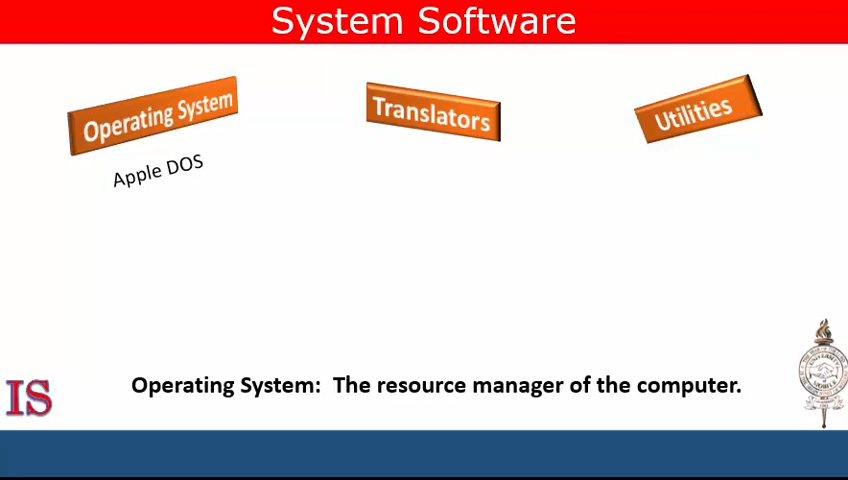 System Software
Operating System
Translators
Utilities
Apple DOS
Operating System: The resource manager of the computer.
IS